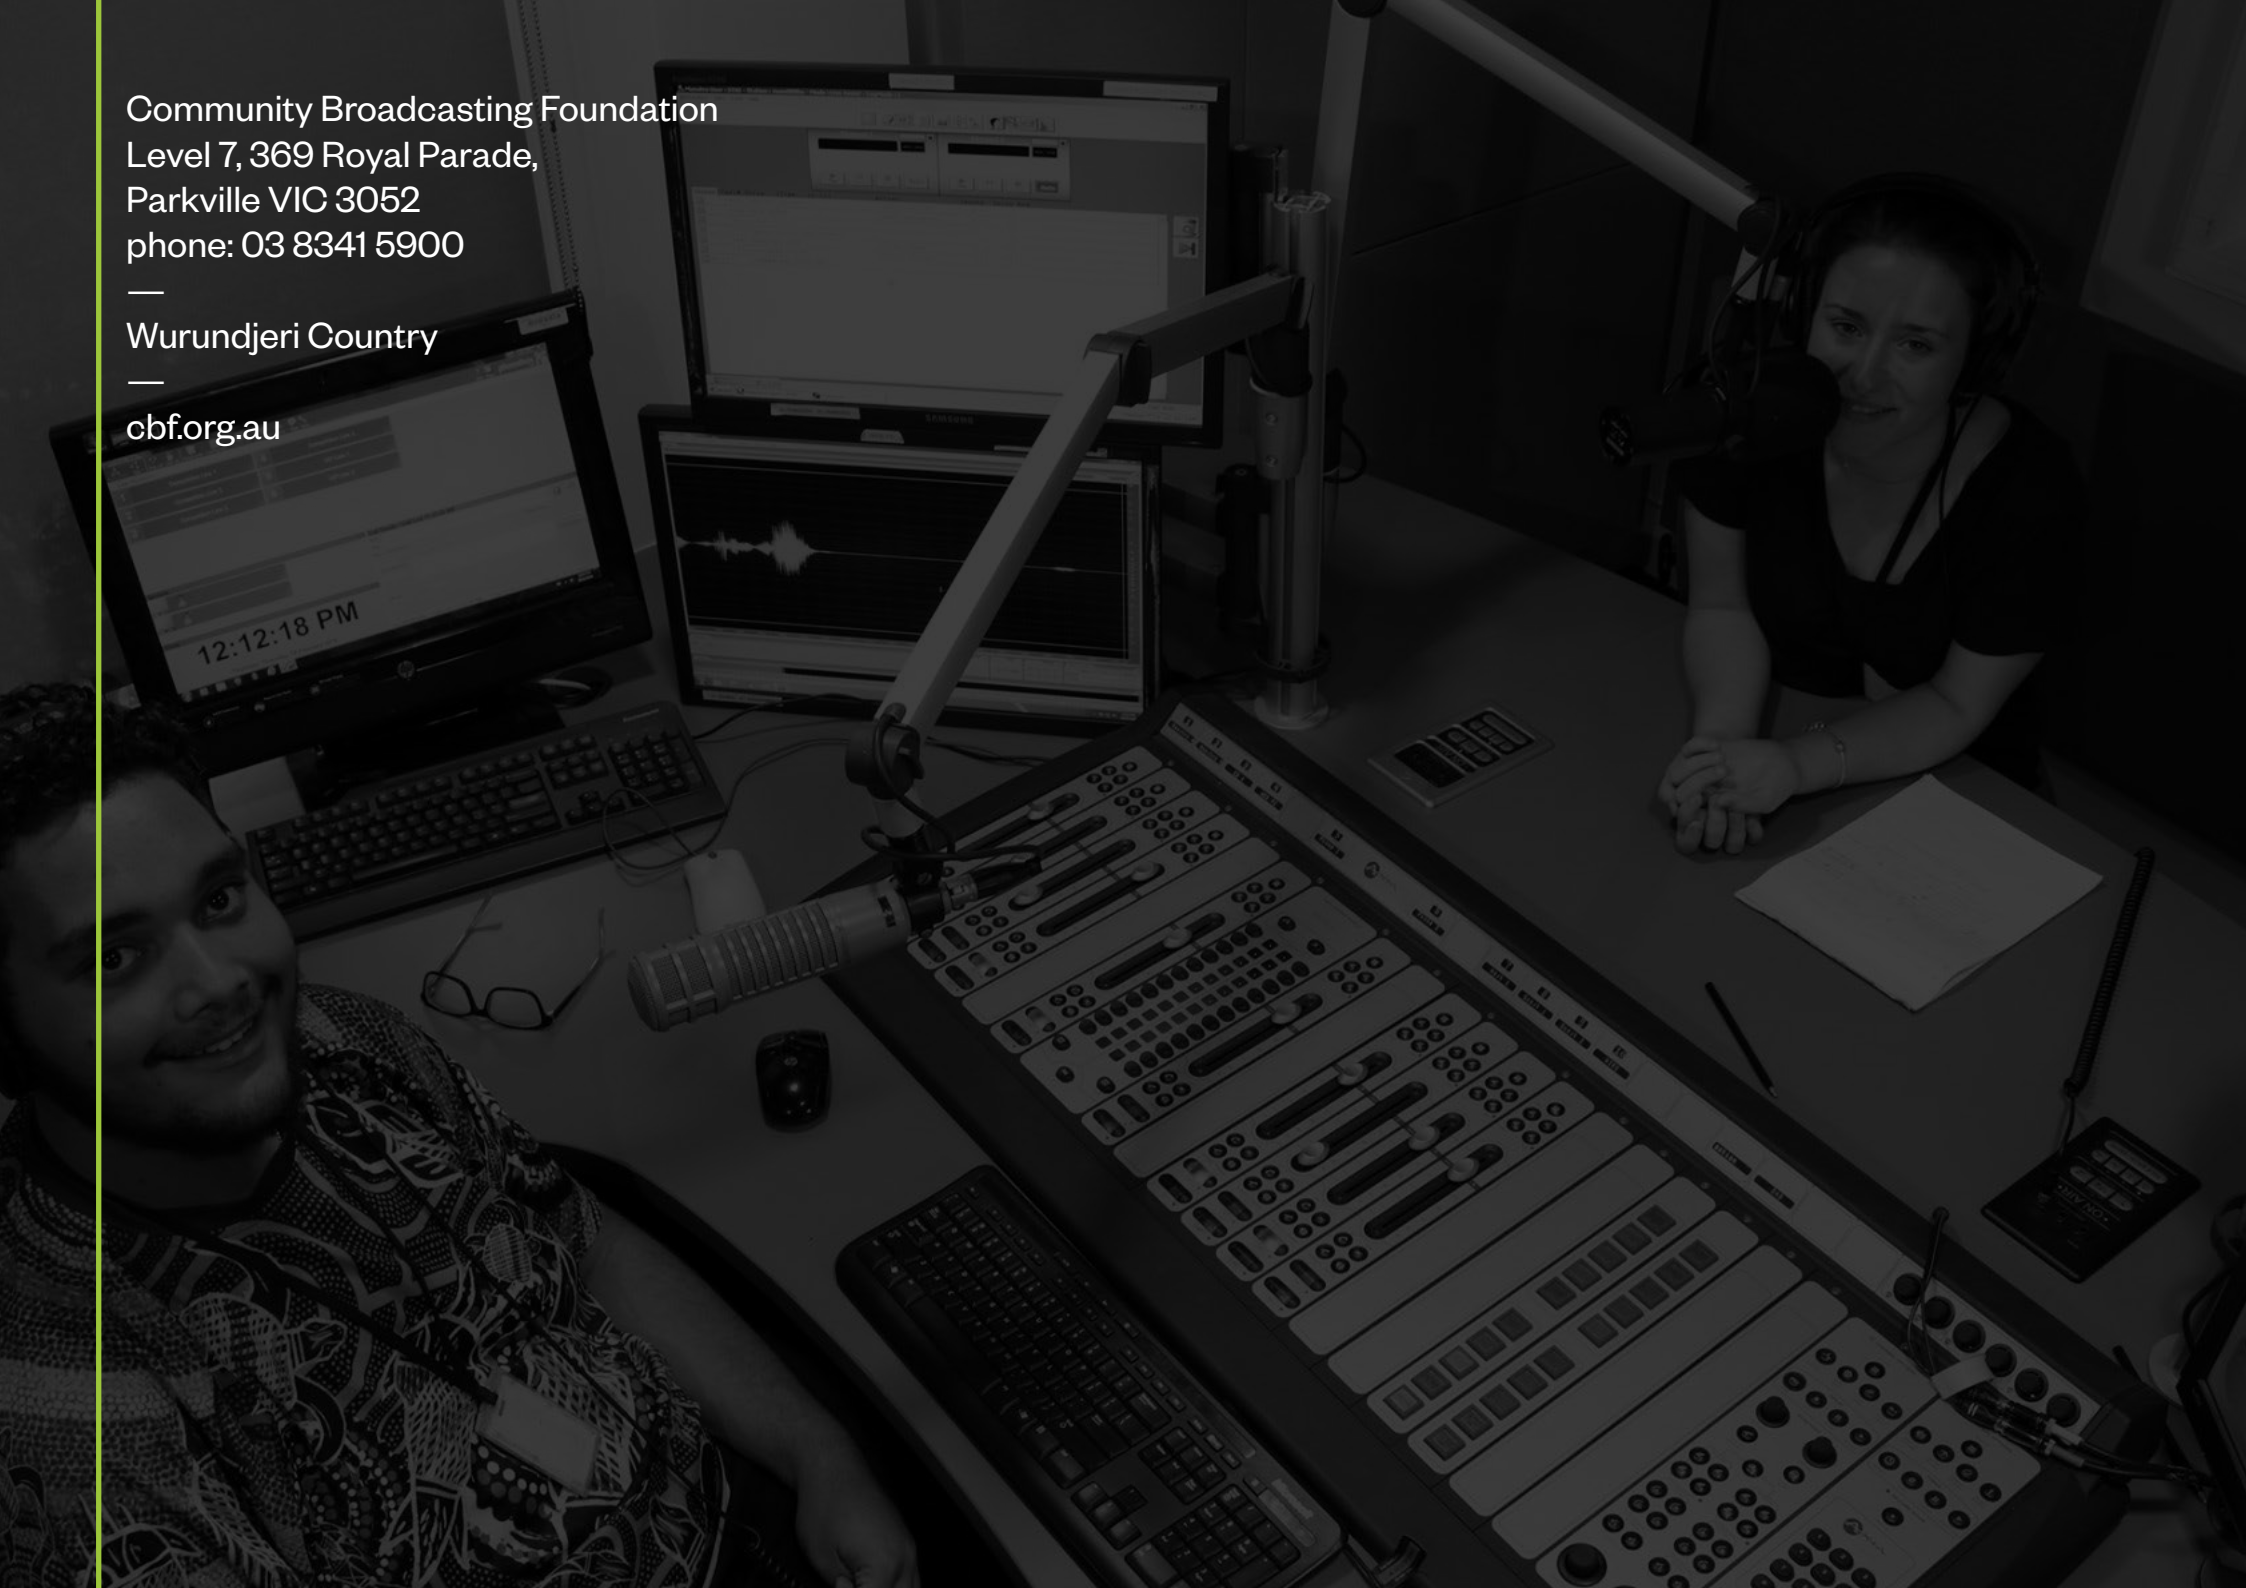 Community Broadcasting Foundation
Level 7, 369 Royal Parade,
Parkville VIC 3052
phone: 03 8341 5900
—
Wurundjeri Country
—
cbf.org.au
SAMSUNG
12:12:18 PM